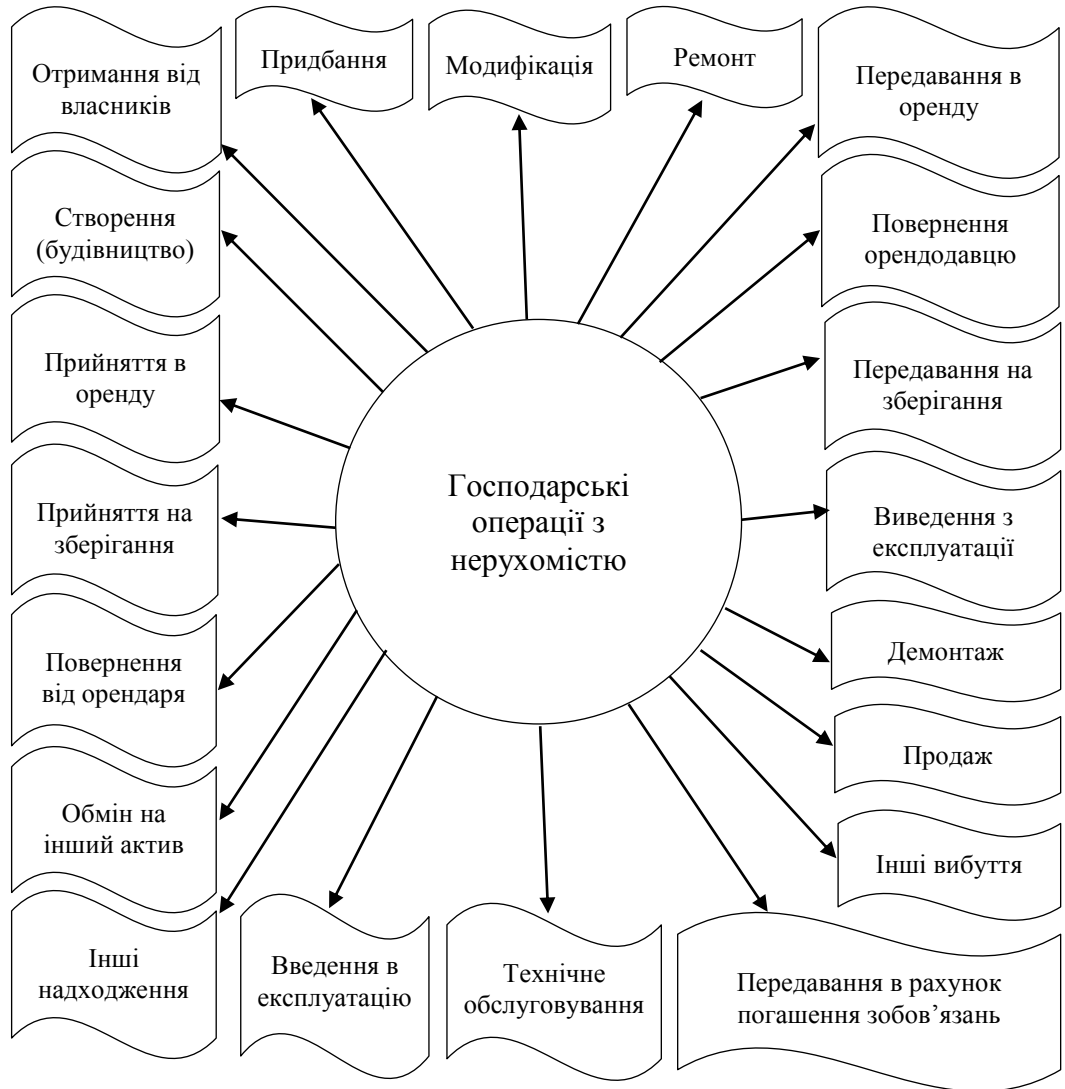 Отримання від
власників
Придбання
Модифікація
Ремонт
Передавання в
оренду
Створення
(будівництво)
Повернення
орендодавцю
Прийняття в
оренду
Передавання на
зберігання
Господарські
операції з
нерухомістю
Прийняття на
зберігання
Виведення з
експлуатації
Повернення
від орендаря
Демонтаж
Продаж
Обмін на
інший актив
Інші вибуття
Інші
надходження
Введення в
експлуатацію
Технічне
обслуговування
Передавання в рахунок
погашення зобов’язань